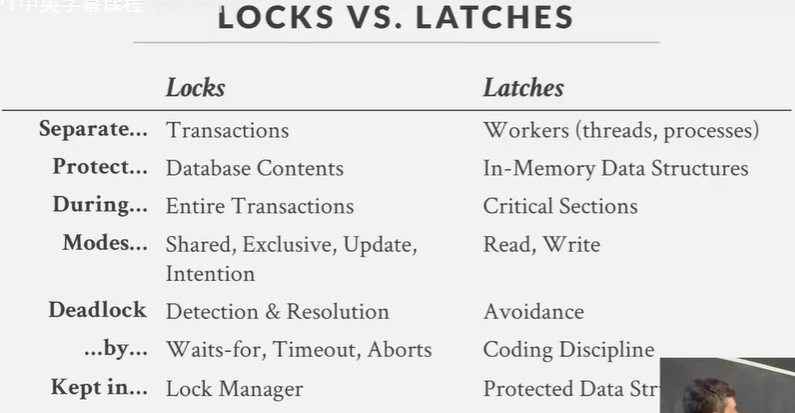 中英字幕课程
LOCKS VS. LATCHES
Locks Latches
Separate... Transactions Workers (threads, processes)
Protect... Database Contents In-Memory Data Structures
During... Entire Transactions Critical Sections
Modes... Shared, Exclusive, Update, Read, Write
Intention
Deadlock Detection & Resolution Avoidance
...by... Waits-for, Timeout, Aborts Coding Discipline
Kept in... Lock Manager Protected Data